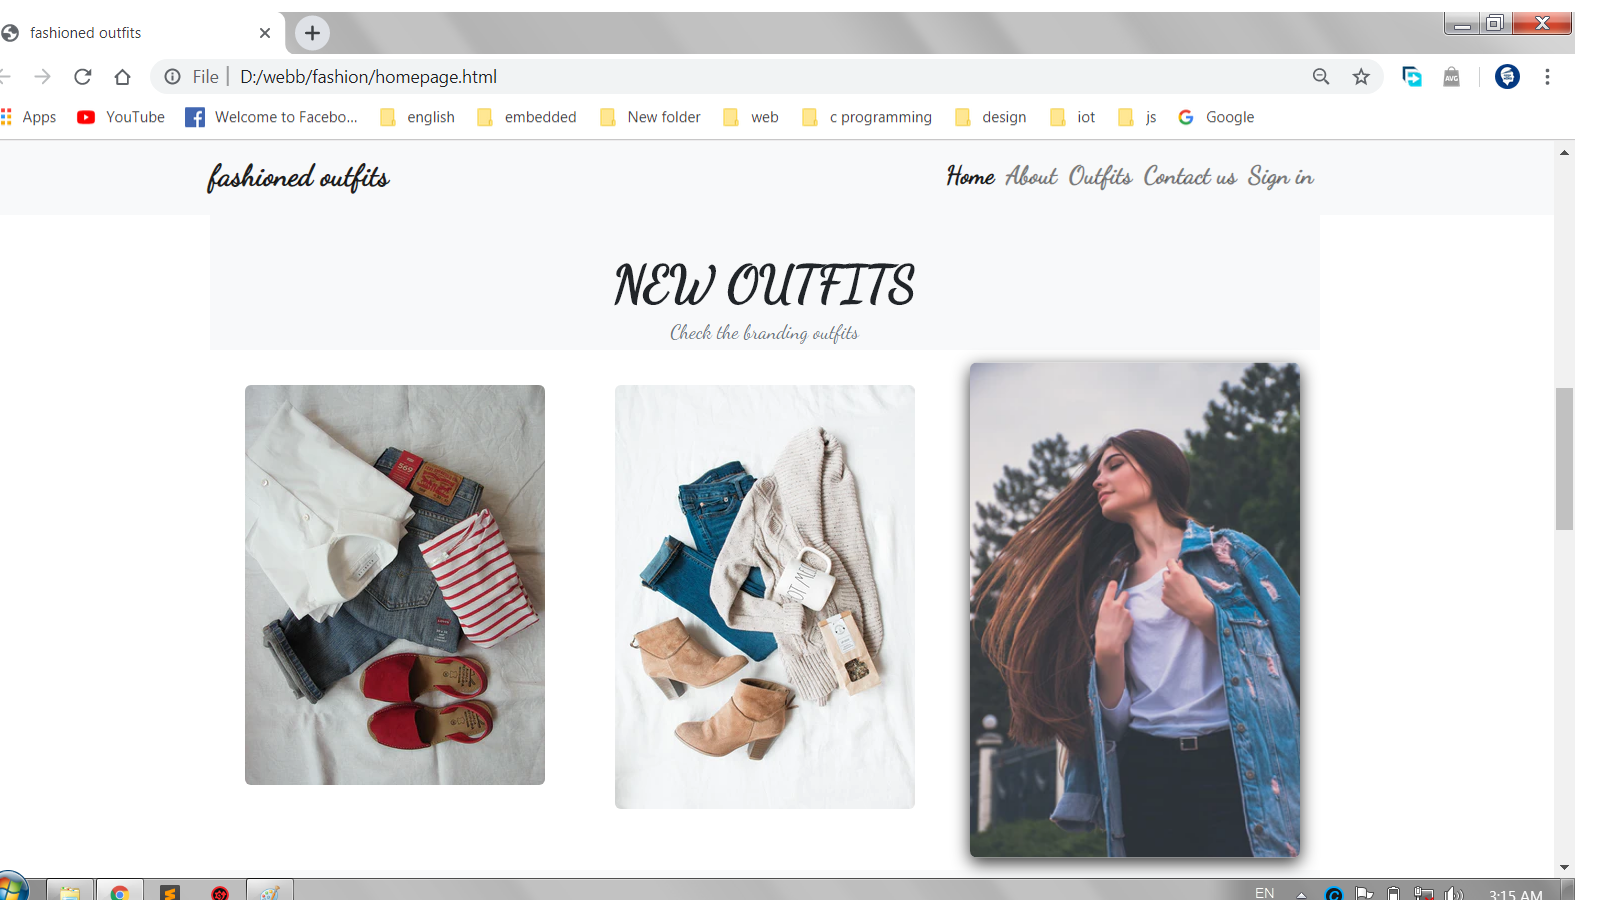 fashioned outfits
File | D:/webb/fashion/homepage.html
AVG
Apps YouTube Welcome to Facebo... english embedded New folder web c programming design iot js Google
fashioned outfits
Home About Outfits Contact us Sign in
NEW OUTFITS
Check the branding outfits
569
EN
3:15 AM